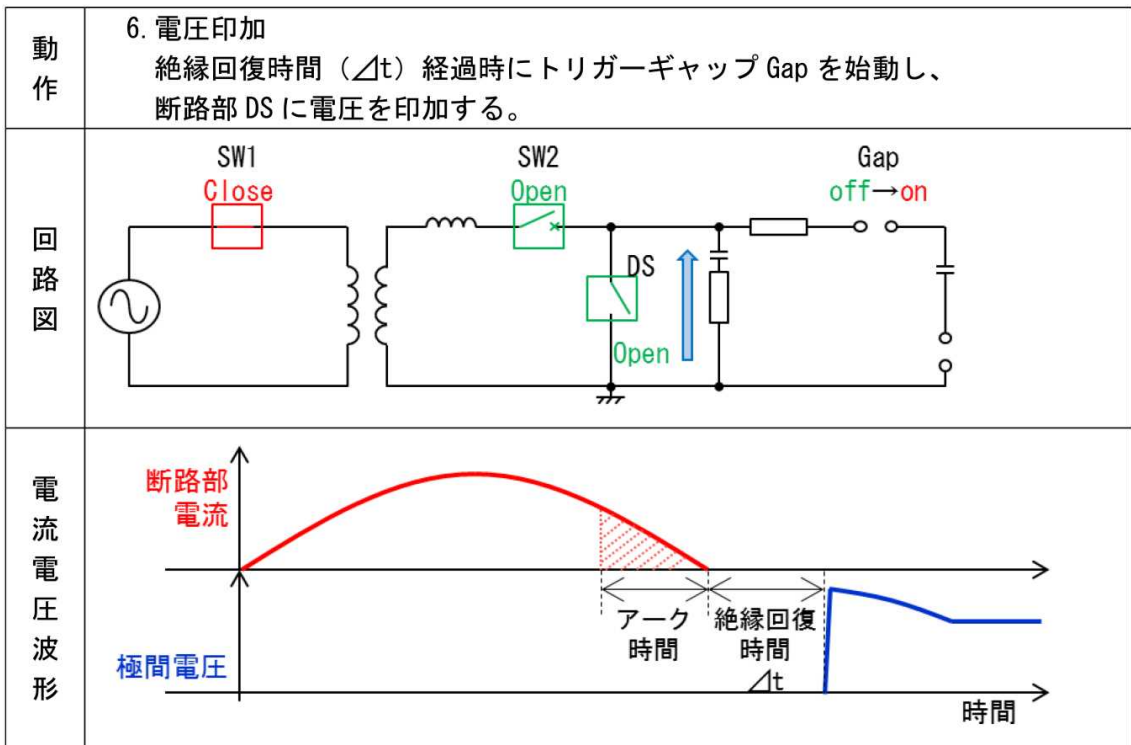 動作
6. 電圧印加
絶縁回復時間（⊿t）経過時にトリガーギャップ Gap を始動し、
断路部 DS に電圧を印加する。
回路図
SW1
Close
SW2
Open
Gap
off→on
DS
Open
電流電圧波形
断路部
電流
アーク
時間
絶縁回復
時間
⊿t
極間電圧
時間